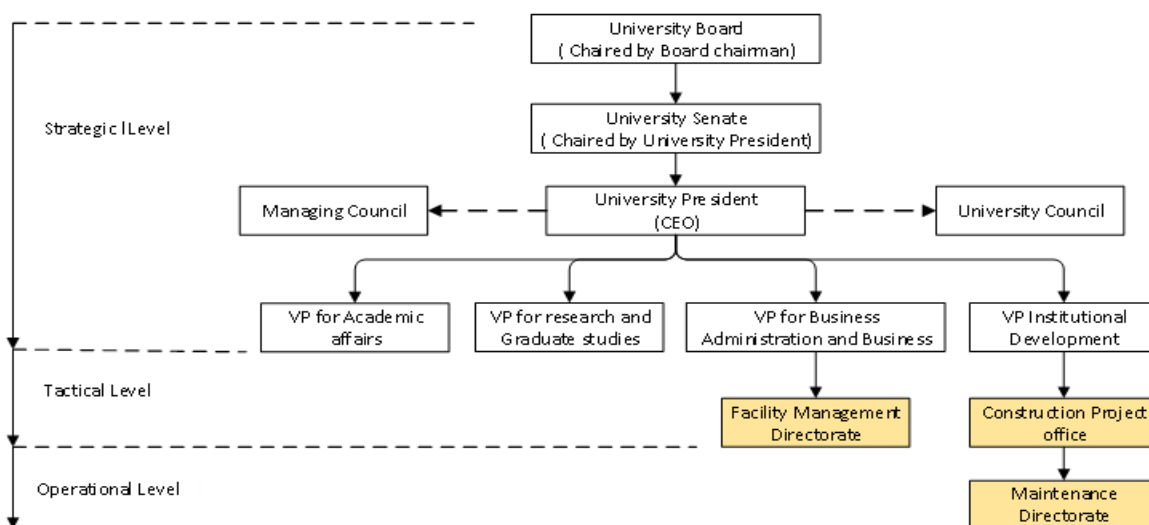 University Board
( Chaired by Board chairman)
Strategic lLevel
University Senate
( Chaired by University President)
Managing Council
University President
(CEO)
University Council
VP for Academic
affairs
VP for research and
Graduate studies
VP for Business
Administration and Business
VP Institutional
Development
Tactical Level
Facility Management
Directorate
Construction Project
office
Operational Level
Maintenance
Directorate